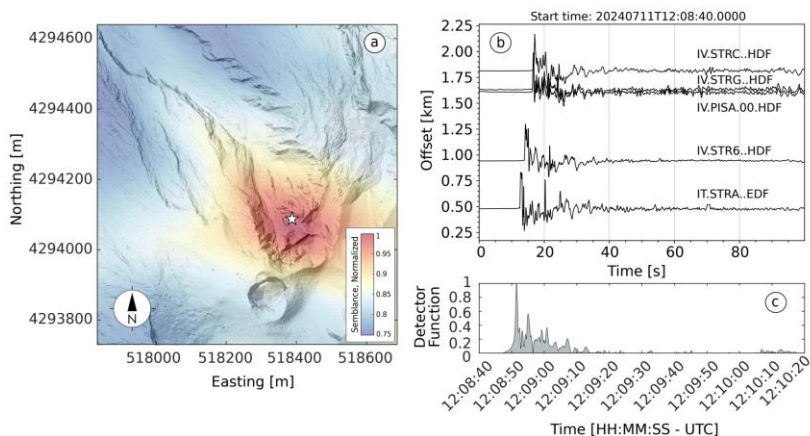 a
4294640
4294400
4294200
4294000
4293800
Northing [m]
N
Semblance, Normalized
1
0.95
0.9
0.85
0.8
0.75
518000
518200
518400
518600
Easting [m]
Start time: 20240711T12:08:40.0000
b
2.25
2.00
1.75
1.50
1.25
1.00
0.75
0.50
0.25
Offset [km]
IV.STRC..HDF
IV.STRG..HDF
IV.PISA.00.HDF
IV.STR6..HDF
IT.STRA..EDF
0
20
40
60
80
Time [s]
c
Detector
Function
1
0.8
0.6
0.4
0.2
0
12:08:40
12:08:50
12:09:00
12:09:10
12:09:20
12:09:30
12:09:40
12:09:50
12:10:00
12:10:10
12:10:20
Time [HH:MM:SS - UTC]